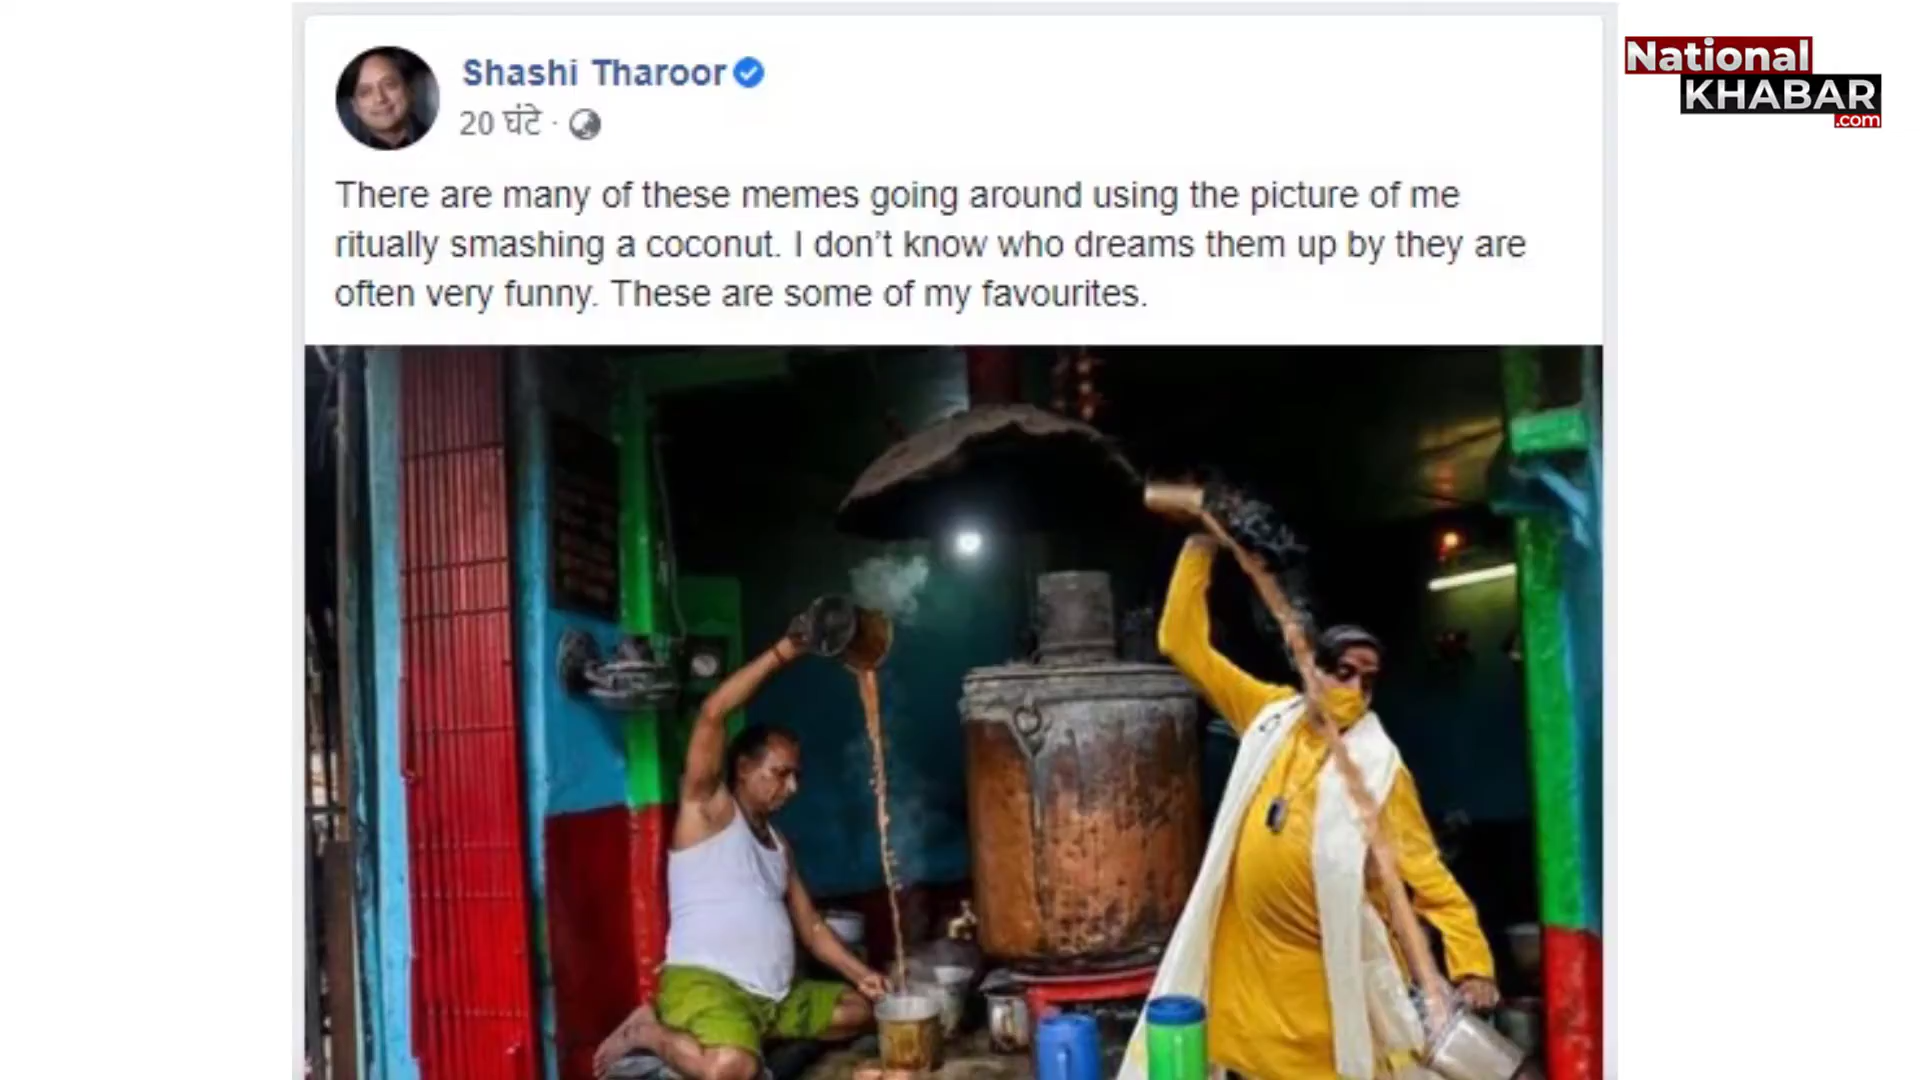 Shashi Tharoor
20 घंटे ·
There are many of these memes going around using the picture of me
ritually smashing a coconut. I don’t know who dreams them up by they are
often very funny. These are some of my favourites.
National
KHABAR
.com